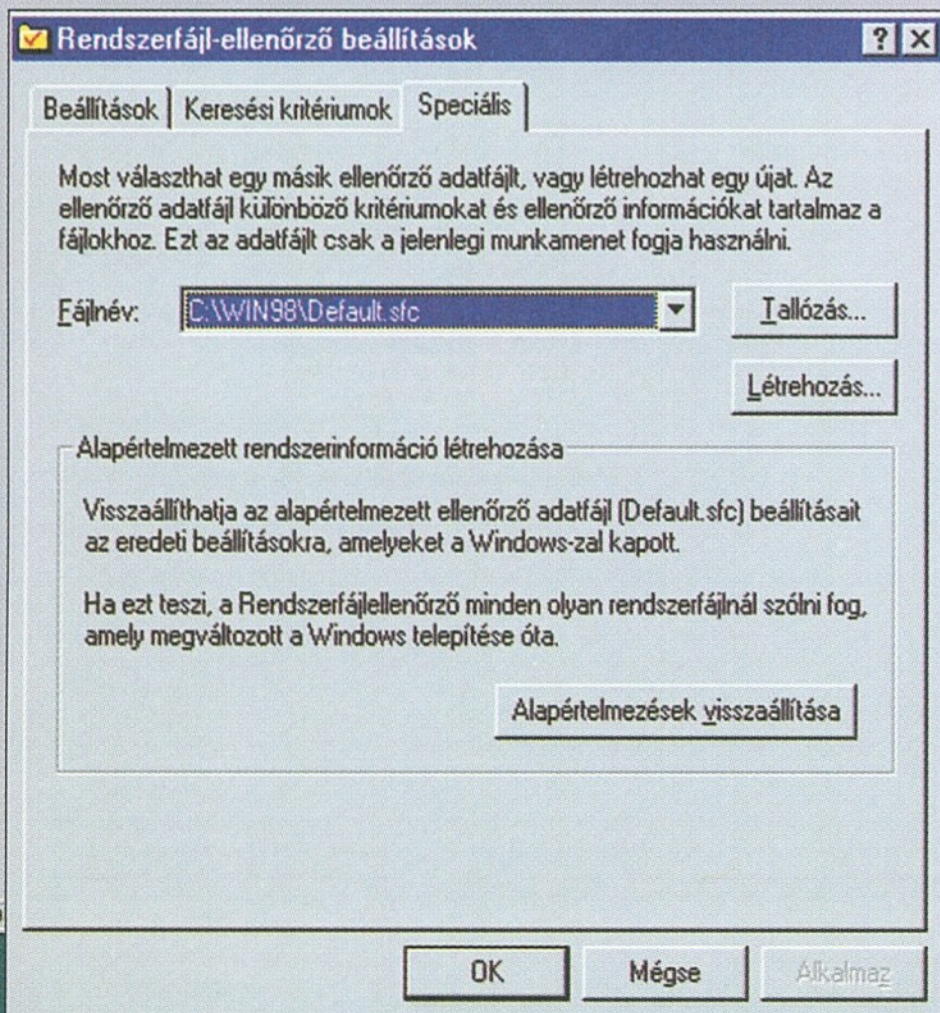 Rendszerfájl-ellenőrző beállítások
Beállítások
Keresési kritériumok
Speciális
Most választhat egy másik ellenőrző adatfájlt, vagy létrehozhat egy újat. Az
ellenőrző adatfájl különböző kritériumokat és ellenőrző információkat tartalmaz a
fájlokhoz. Ezt az adatfájlt csak a jelenlegi munkamenet fogja használni.
Fájlnév:
C:\WIN98\Default.sfc
Tallózás...
Létrehozás...
Alapértelmezett rendszerinformáció létrehozása
Visszaállíthatja az alapértelmezett ellenőrző adatfájl (Default.sfc) beállításait
az eredeti beállításokra, amelyeket a Windows-zal kapott.
Ha ezt teszi, a Rendszerfájlellenőrző minden olyan rendszerfájlnál szólni fog,
amely megváltozott a Windows telepítése óta.
Alapértelmezések visszaállítása
OK
Mégse
Alkalmaz